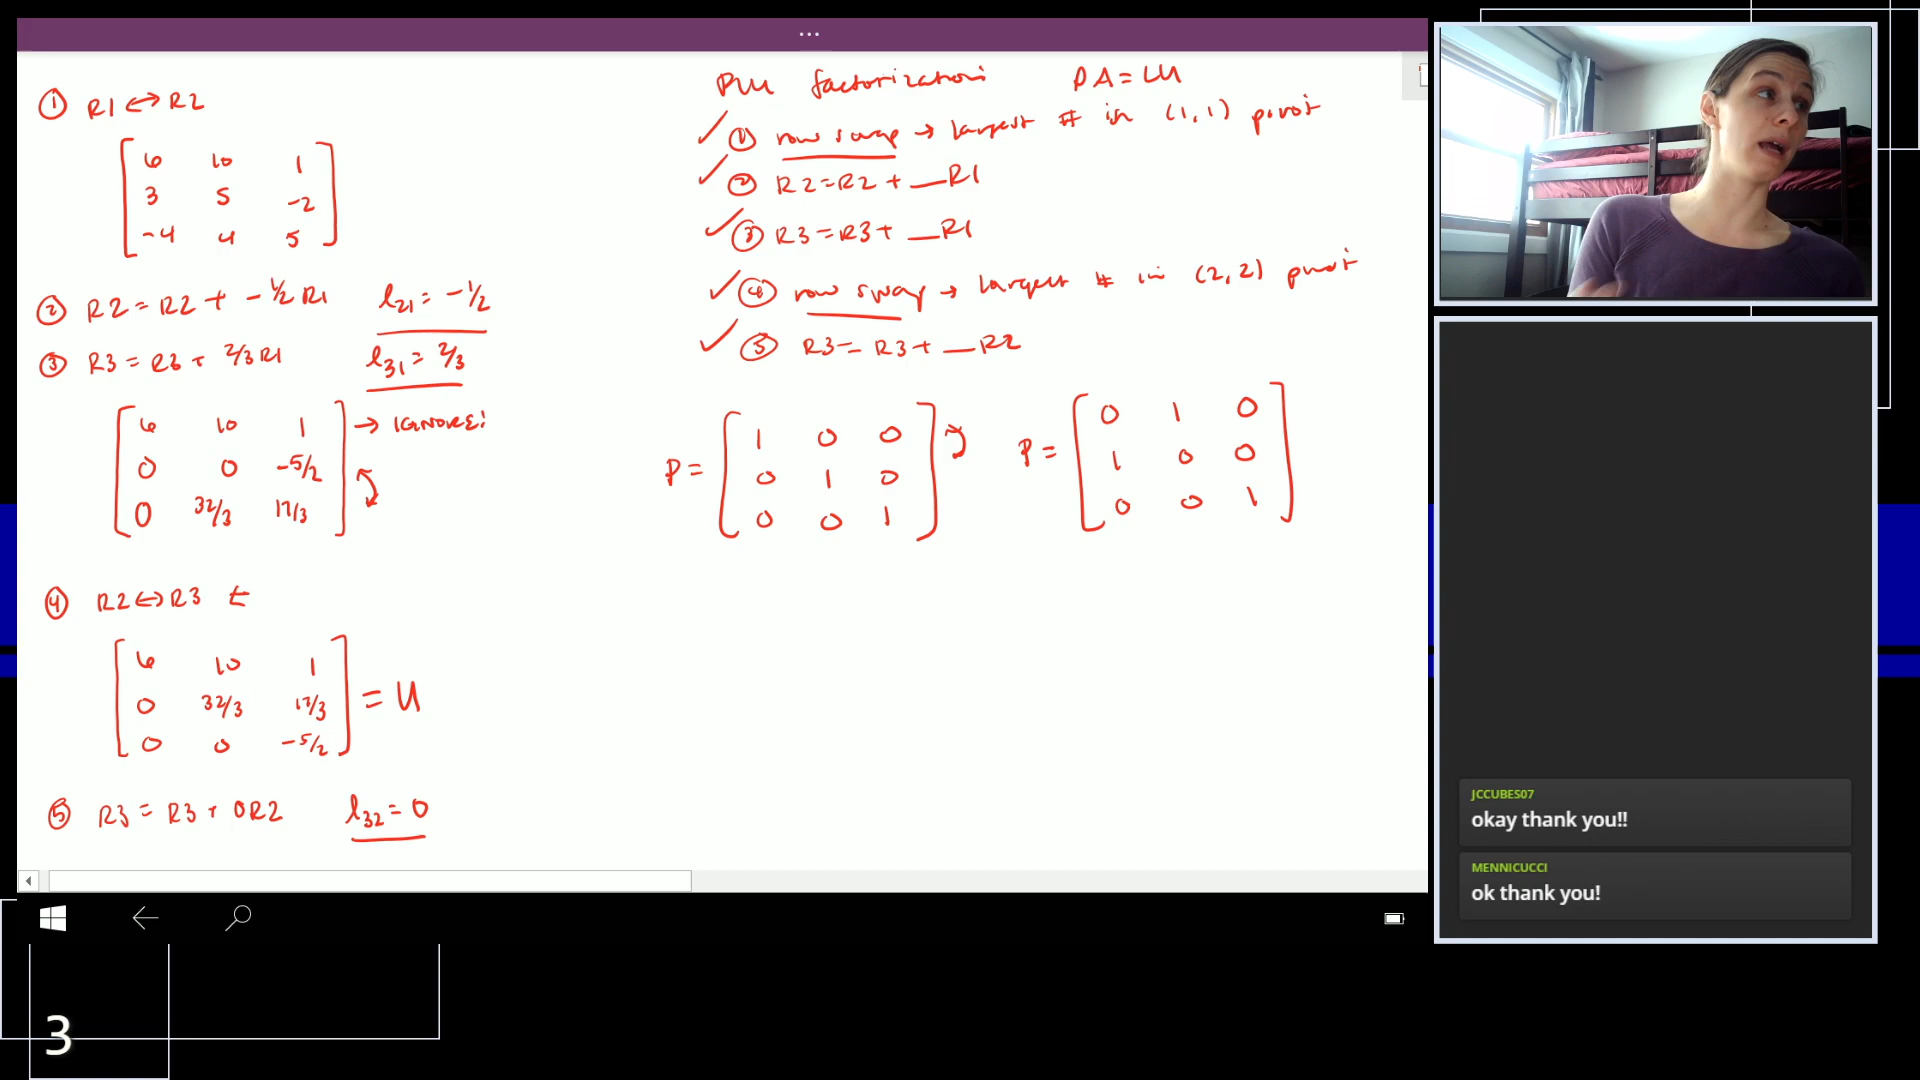 ...
① R1 ↔ R2
6 10 1
3 5 -2
-4 4 5
② R2 = R2 + -1/2 R1 l21 = -1/2
③ R3 = R3 + 2/3 R1 l31 = 2/3
6 10 1 → IGNORE!
0 0 -5/2
0 32/3 17/3
④ R2 ↔ R3
6 10 1
0 32/3 17/3 = U
0 0 -5/2
⑤ R3 = R3 + 0R2 l32 = 0
PLU factorization PA = LU
✓ ① row swap → largest # in (1,1) pivot
✓ ② R2 = R2 + __R1
✓ ③ R3 = R3 + __R1
✓ ④ row swap → largest # in (2,2) pivot
✓ ⑤ R3 = R3 + __R2
P =
1 0 0
0 1 0
0 0 1
P =
0 1 0
1 0 0
0 0 1
JCCUBES07
okay thank you!!
MENNICUCCI
ok thank you!
3